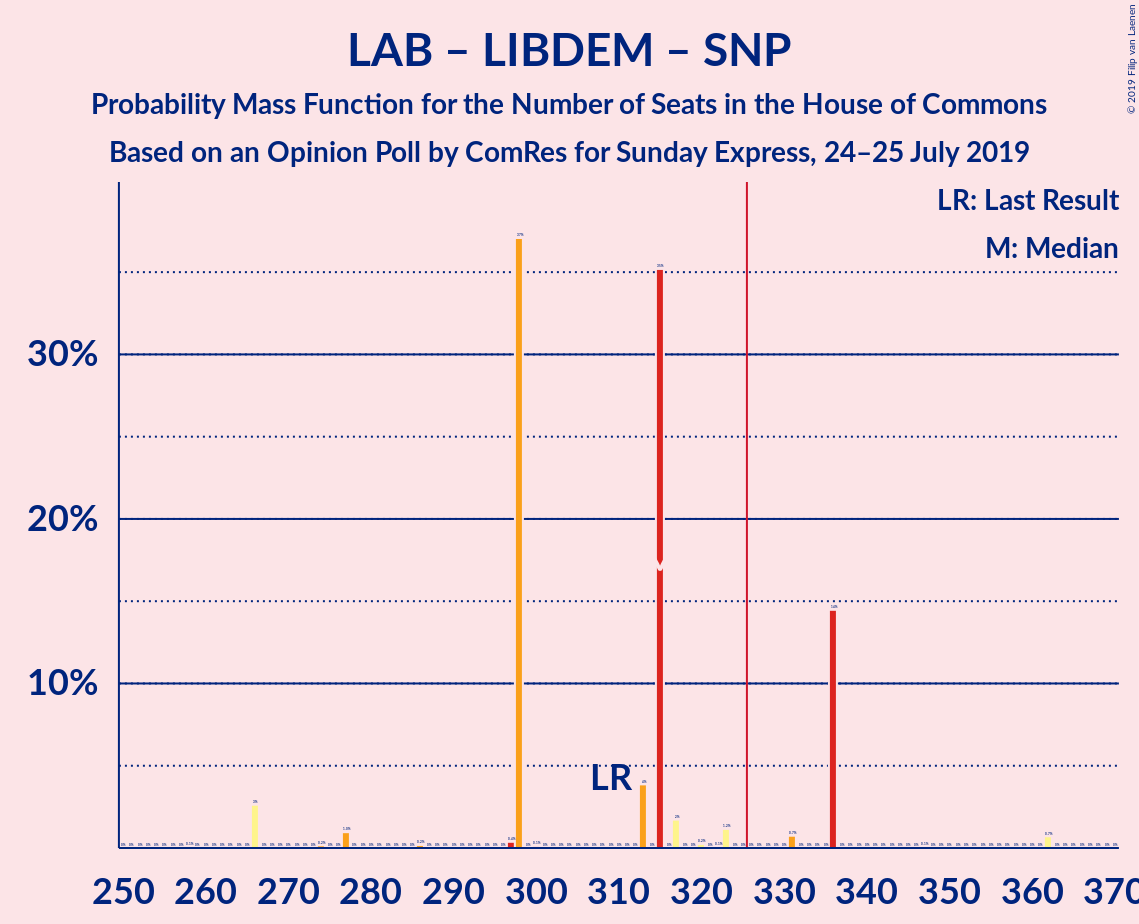 LAB – LIBDEM – SNP
Probability Mass Function for the Number of Seats in the House of Commons
Based on an Opinion Poll by ComRes for Sunday Express, 24–25 July 2019
© 2019 Filip van Laenen
LR: Last Result
M: Median
30%
20%
10%
LR
250 260 270 280 290 300 310 320 330 340 350 360 370